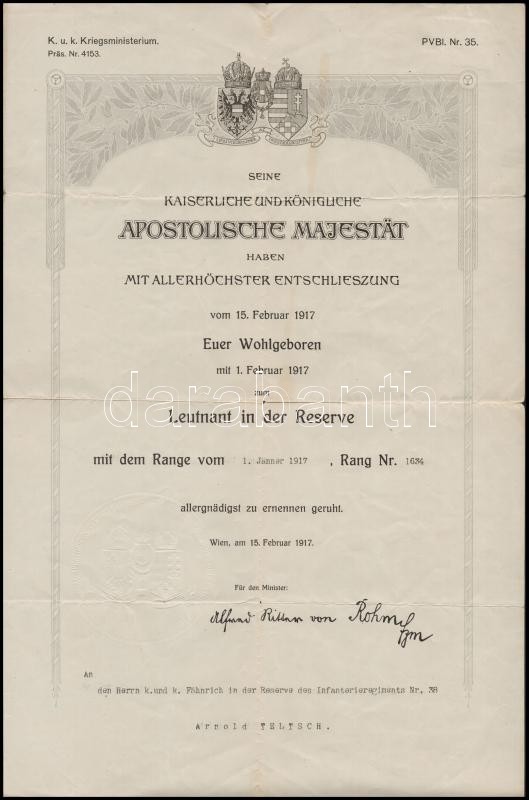 K. u. k. Kriegsministerium.
Präs. Nr. 4153.
PVBl. Nr. 35.
SEINE
KAISERLICHE UND KÖNIGLICHE
APOSTOLISCHE MAJESTÄT
HABEN
MIT ALLERHÖCHSTER ENTSCHLIESZUNG
vom 15. Februar 1917
Euer Wohlgeboren
mit 1. Februar 1917
zum
darabanth
Leutnant in der Reserve
mit dem Range vom 1. Jänner 1917 , Rang Nr. 1634
allergnädigst zu ernennen geruht.
Wien, am 15. Februar 1917.
Für den Minister:
Alfred Ritter von
An
den Herrn k.und k. Fähnrich in der Reserve des Infanterieregiments Nr. 38
Arnold TELTSCH.